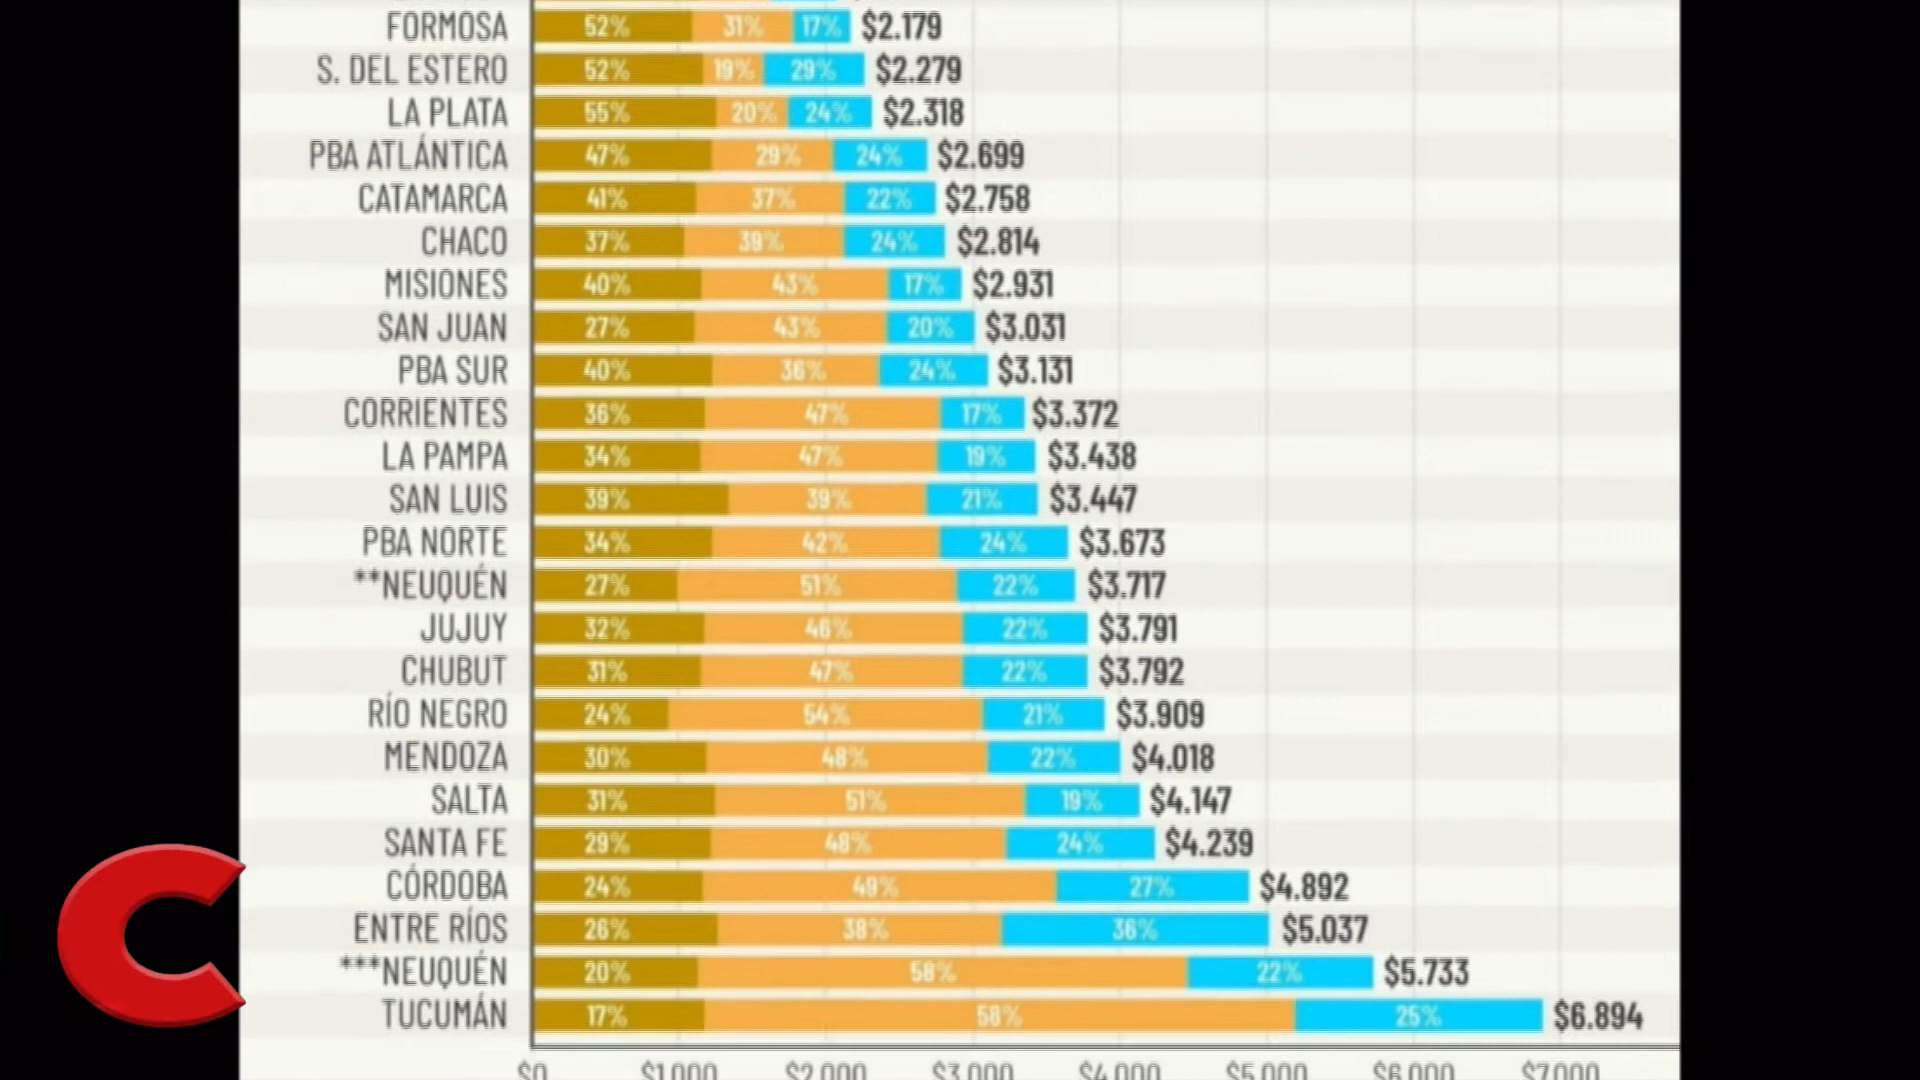 FORMOSA 52% 31% 17% $2.179
S. DEL ESTERO 52% 19% 29% $2.279
LA PLATA 55% 20% 24% $2.318
PBA ATLÁNTICA 47% 29% 24% $2.699
CATAMARCA 41% 37% 22% $2.758
CHACO 37% 39% 24% $2.814
MISIONES 40% 43% 17% $2.931
SAN JUAN 27% 43% 20% $3.031
PBA SUR 40% 36% 24% $3.131
CORRIENTES 36% 47% 17% $3.372
LA PAMPA 34% 47% 19% $3.438
SAN LUIS 39% 39% 21% $3.447
PBA NORTE 34% 42% 24% $3.673
**NEUQUÉN 27% 51% 22% $3.717
JUJUY 32% 46% 22% $3.791
CHUBUT 31% 47% 22% $3.792
RÍO NEGRO 24% 54% 21% $3.909
MENDOZA 30% 48% 22% $4.018
SALTA 31% 51% 19% $4.147
SANTA FE 29% 48% 24% $4.239
CÓRDOBA 24% 49% 27% $4.892
ENTRE RÍOS 26% 38% 36% $5.037
***NEUQUÉN 20% 58% 22% $5.733
TUCUMÁN 17% 58% 25% $6.894
$0 $1.000 $2.000 $3.000 $4.000 $5.000 $6.000 $7.000
C